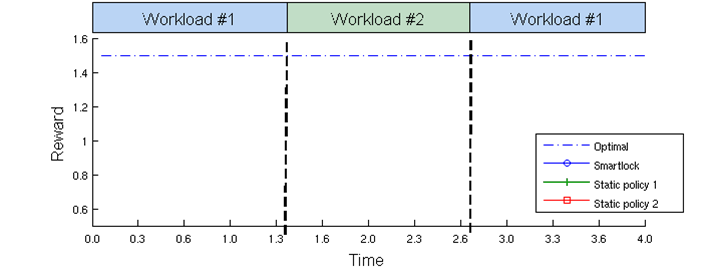 Workload #1 Workload #2 Workload #1
1.6
1.4
1.2
1
0.8
0.6
Reward
0.0 0.3 0.6 1.0 1.3 1.6 2.0 2.3 2.6 3.0 3.3 3.6 4.0
Time
Optimal
Smartlock
Static policy 1
Static policy 2